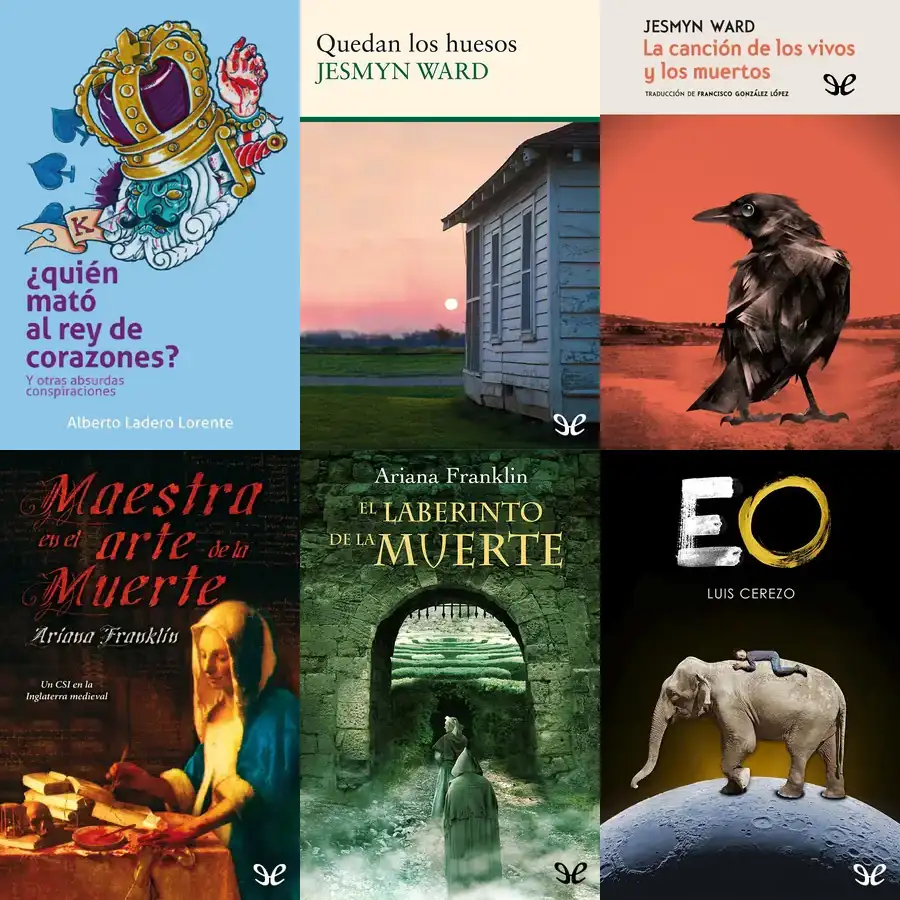 K
¿quién
mató
al rey de
corazones?
Y otras absurdas
conspiraciones
Alberto Ladero Lorente
Quedan los huesos
JESMYN WARD
JESMYN WARD
La canción de los vivos
y los muertos
TRADUCCIÓN DE FRANCISCO GONZÁLEZ LÓPEZ
Maestra
en el arte de la
Muerte
Ariana Franklin
Un CSI en la
Inglaterra medieval
Ariana Franklin
EL LABERINTO
DE LA MUERTE
EO
LUIS CEREZO